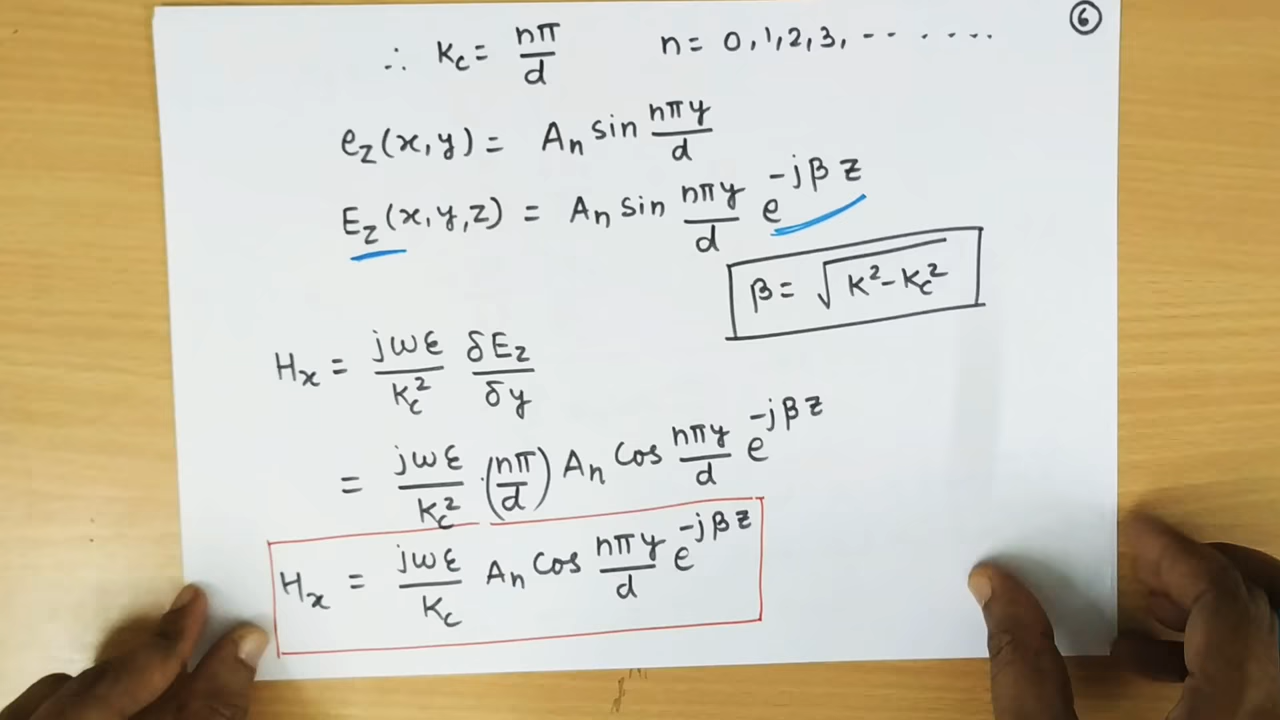 ⑥
∴ Kc = nπ/d n = 0,1,2,3, - - . . . . .
ez(x,y) = An sin nπy/d
Ez(x,y,z) = An sin nπy/d e^-jβz
β = √K²-Kc²
Hx = jωε/Kc² δEz/δy
= jωε/Kc² · (nπ/d) An Cos nπy/d e^-jβz
Hx = jωε/Kc An Cos nπy/d e^-jβz